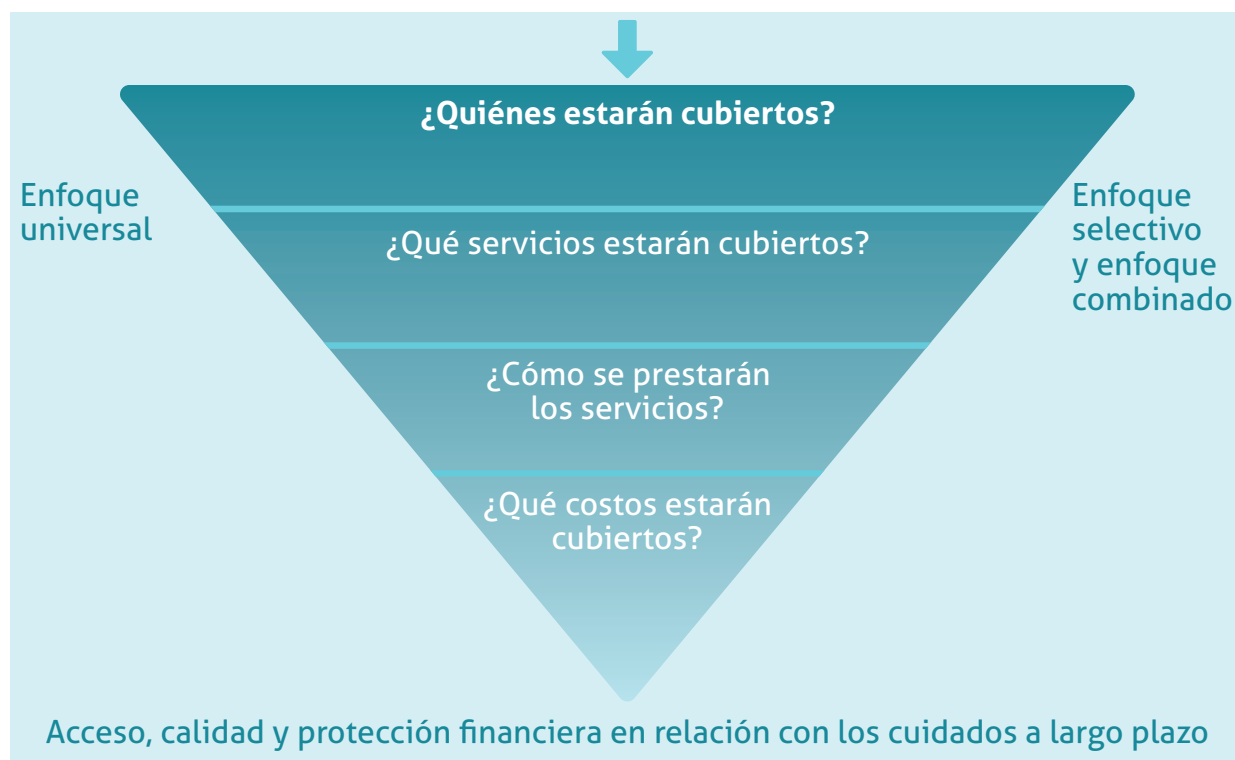 ¿Quiénes estarán cubiertos?
Enfoque
universal
Enfoque
selectivo
y enfoque
combinado
¿Qué servicios estarán cubiertos?
¿Cómo se prestarán
los servicios?
¿Qué costos estarán
cubiertos?
Acceso, calidad y protección financiera en relación con los cuidados a largo plazo